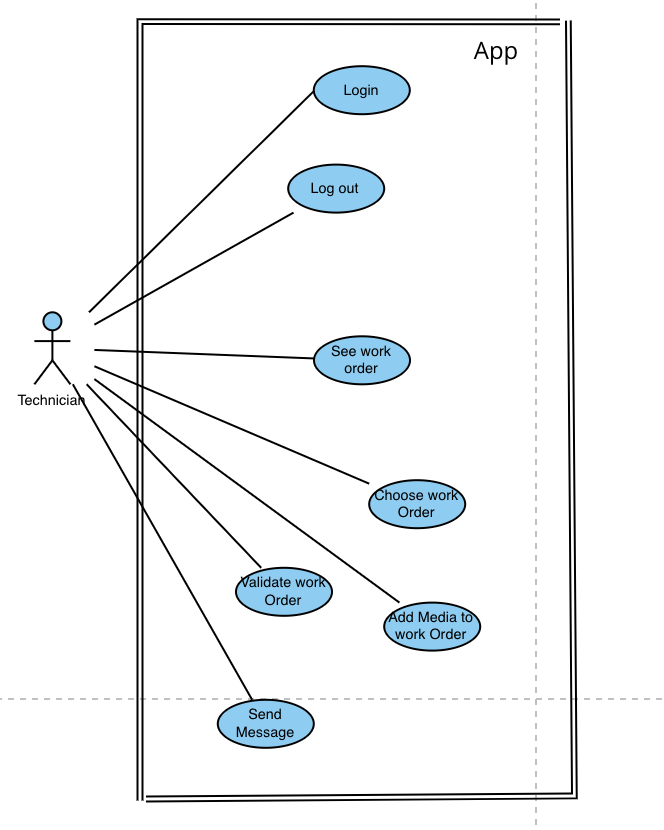 App
Login
Log out
See work
order
Technician
Choose work
Order
Validate work
Order
Add Media to
work Order
Send
Message